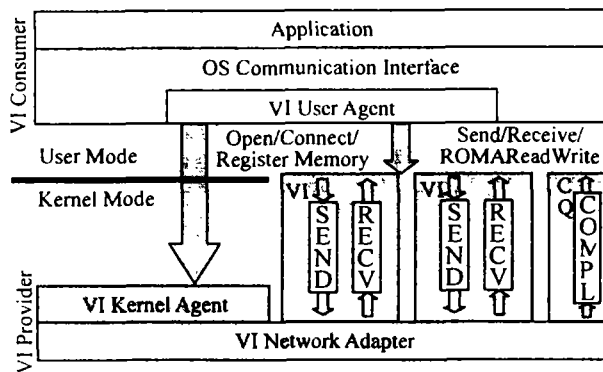 VI Consumer
Application
OS Communication Interface
VI User Agent
Open/Connect/
Register Memory
Send/Receive/
ROMAReadWrite
User Mode
Kernel Mode
VI
SEND
RECV
VI
SEND
RECV
CQ
COMPL
VI Provider
VI Kernel Agent
VI Network Adapter